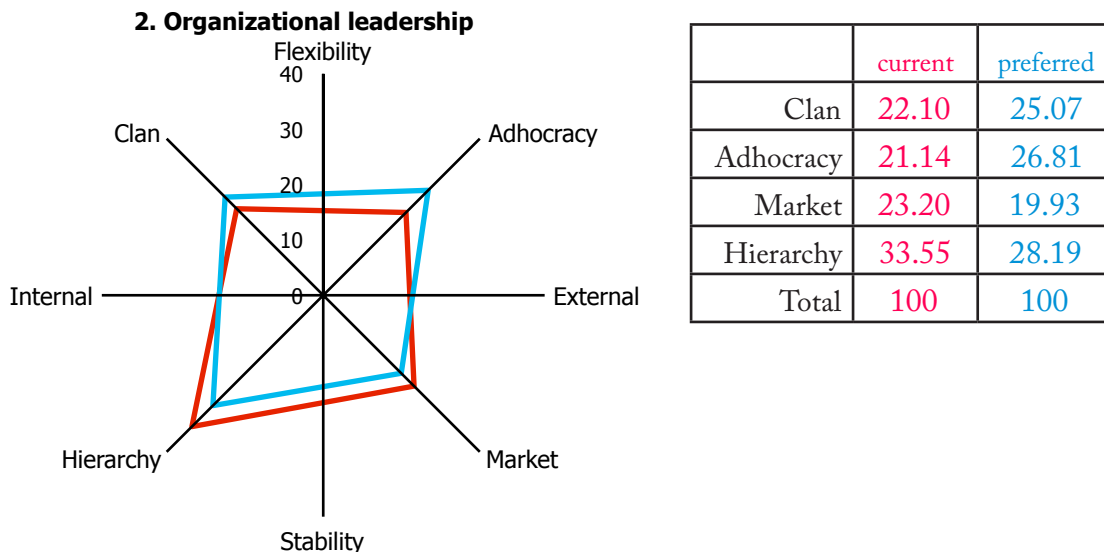 2. Organizational leadership
Flexibility
40
30
20
10
0
Clan
Adhocracy
Internal
External
Hierarchy
Market
Stability
current preferred
Clan 22.10 25.07
Adhocracy 21.14 26.81
Market 23.20 19.93
Hierarchy 33.55 28.19
Total 100 100